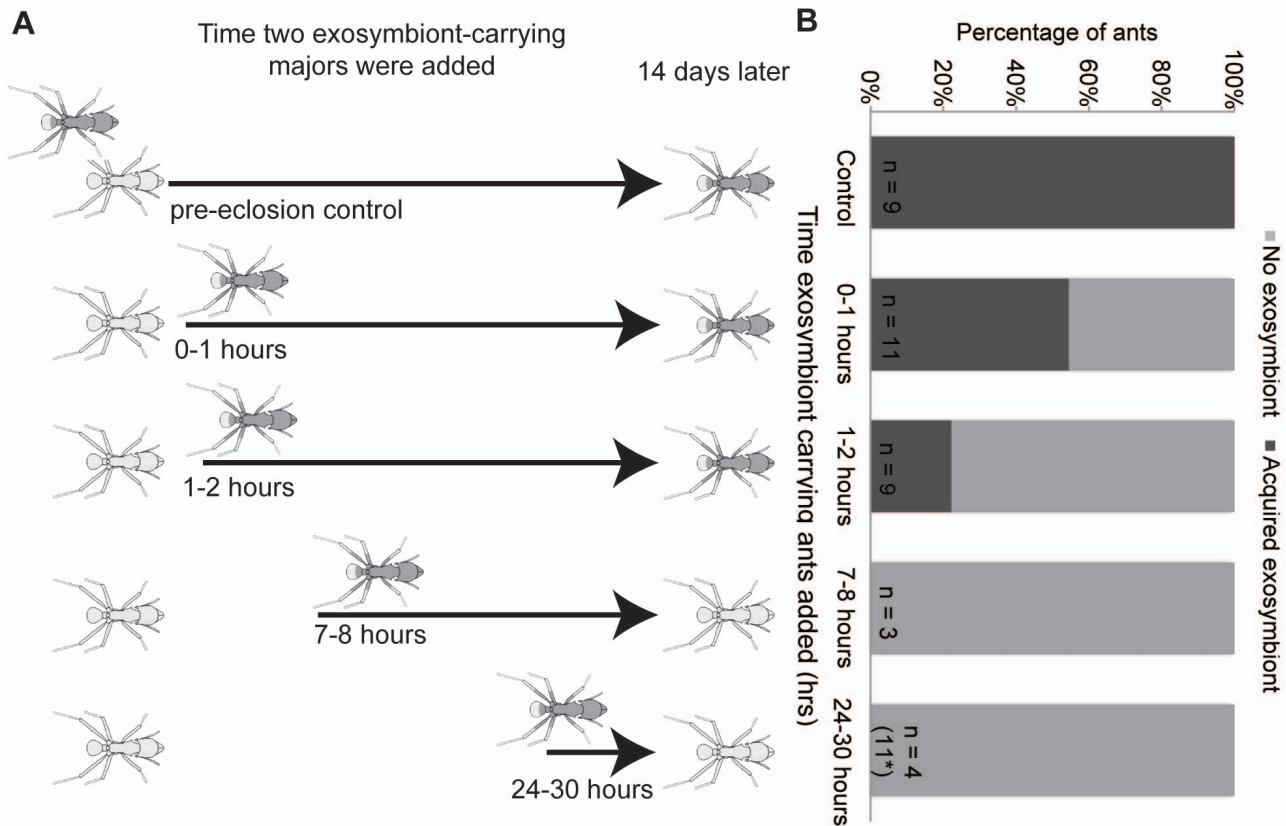 A
Time two exosymbiont-carrying
majors were added
14 days later
pre-eclosion control
0-1 hours
1-2 hours
7-8 hours
24-30 hours
B
Percentage of ants
0%
20%
40%
60%
80%
100%
Control
0-1 hours
1-2 hours
7-8 hours
24-30 hours
n = 9
n = 11
n = 9
n = 3
n = 4
(11*)
Time exosymbiont carrying ants added (hrs)
No exosymbiont
Acquired exosymbiont